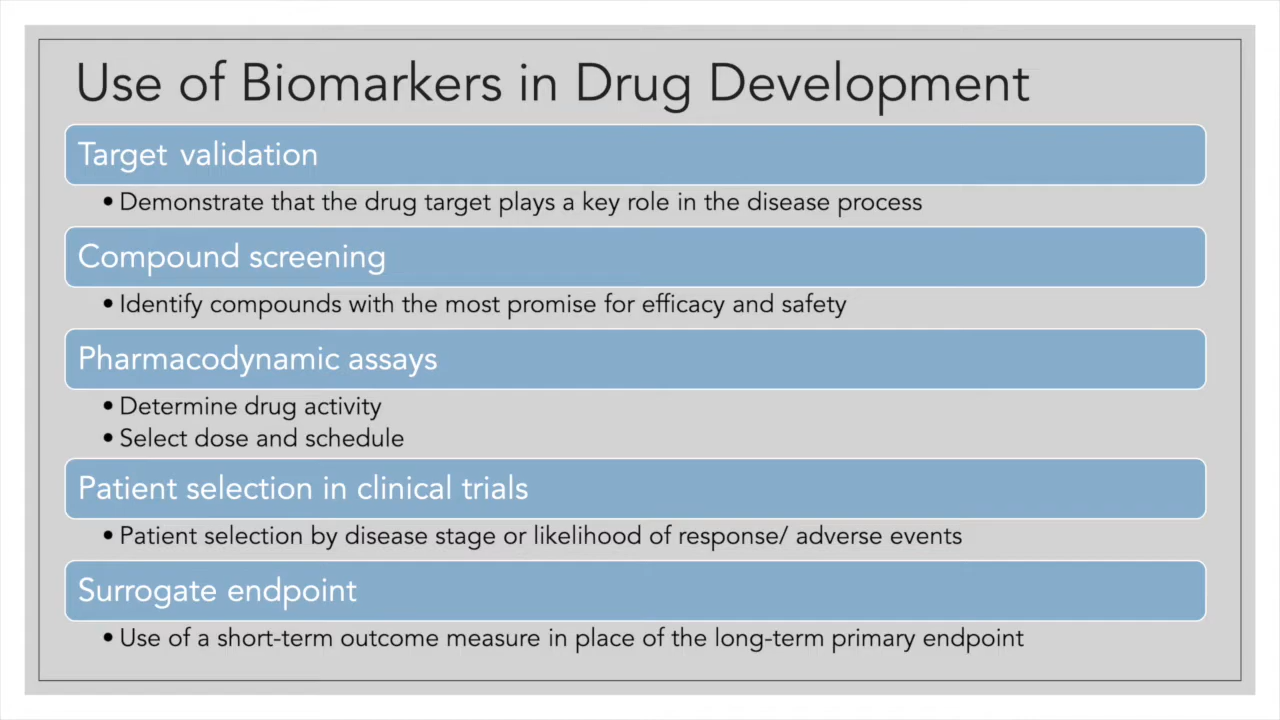 Use of Biomarkers in Drug Development
Target validation
• Demonstrate that the drug target plays a key role in the disease process
Compound screening
• Identify compounds with the most promise for efficacy and safety
Pharmacodynamic assays
• Determine drug activity
• Select dose and schedule
Patient selection in clinical trials
• Patient selection by disease stage or likelihood of response/ adverse events
Surrogate endpoint
• Use of a short-term outcome measure in place of the long-term primary endpoint